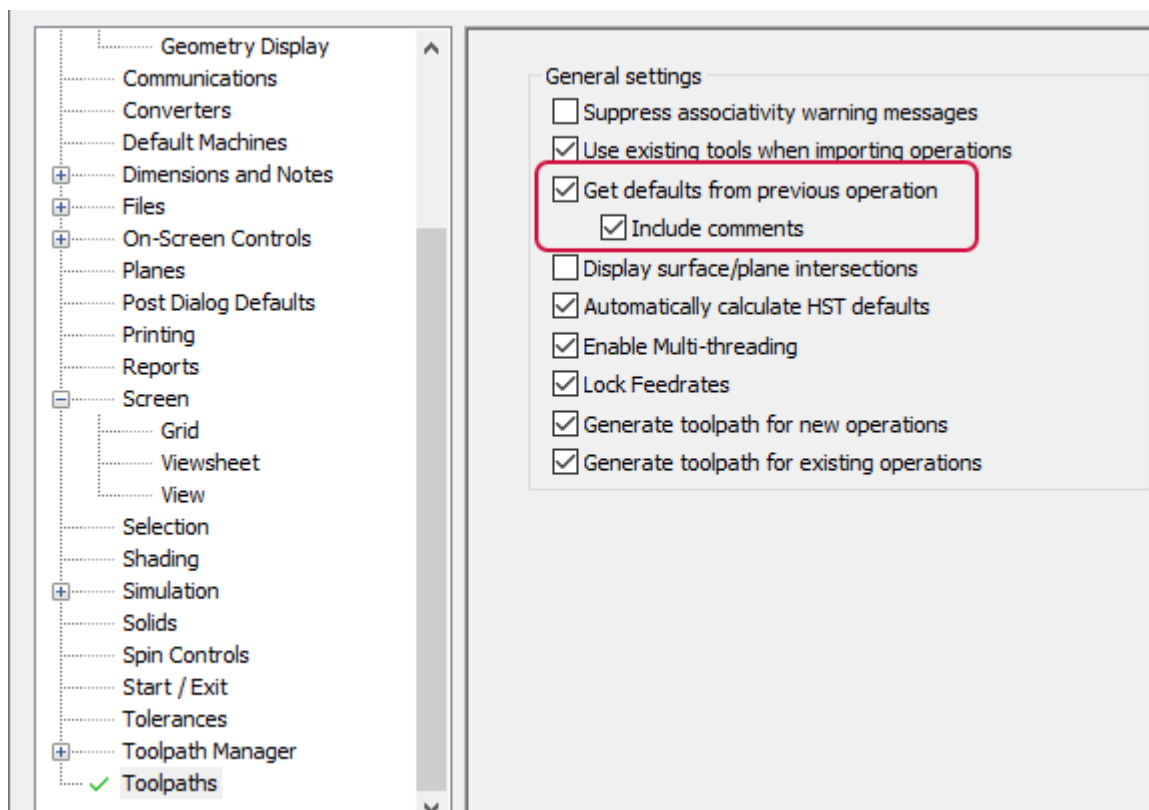 Geometry Display
Communications
Converters
Default Machines
Dimensions and Notes
Files
On-Screen Controls
Planes
Post Dialog Defaults
Printing
Reports
Screen
Grid
Viewsheet
View
Selection
Shading
Simulation
Solids
Spin Controls
Start / Exit
Tolerances
Toolpath Manager
Toolpaths
General settings
Suppress associativity warning messages
Use existing tools when importing operations
Get defaults from previous operation
Include comments
Display surface/plane intersections
Automatically calculate HST defaults
Enable Multi-threading
Lock Feedrates
Generate toolpath for new operations
Generate toolpath for existing operations